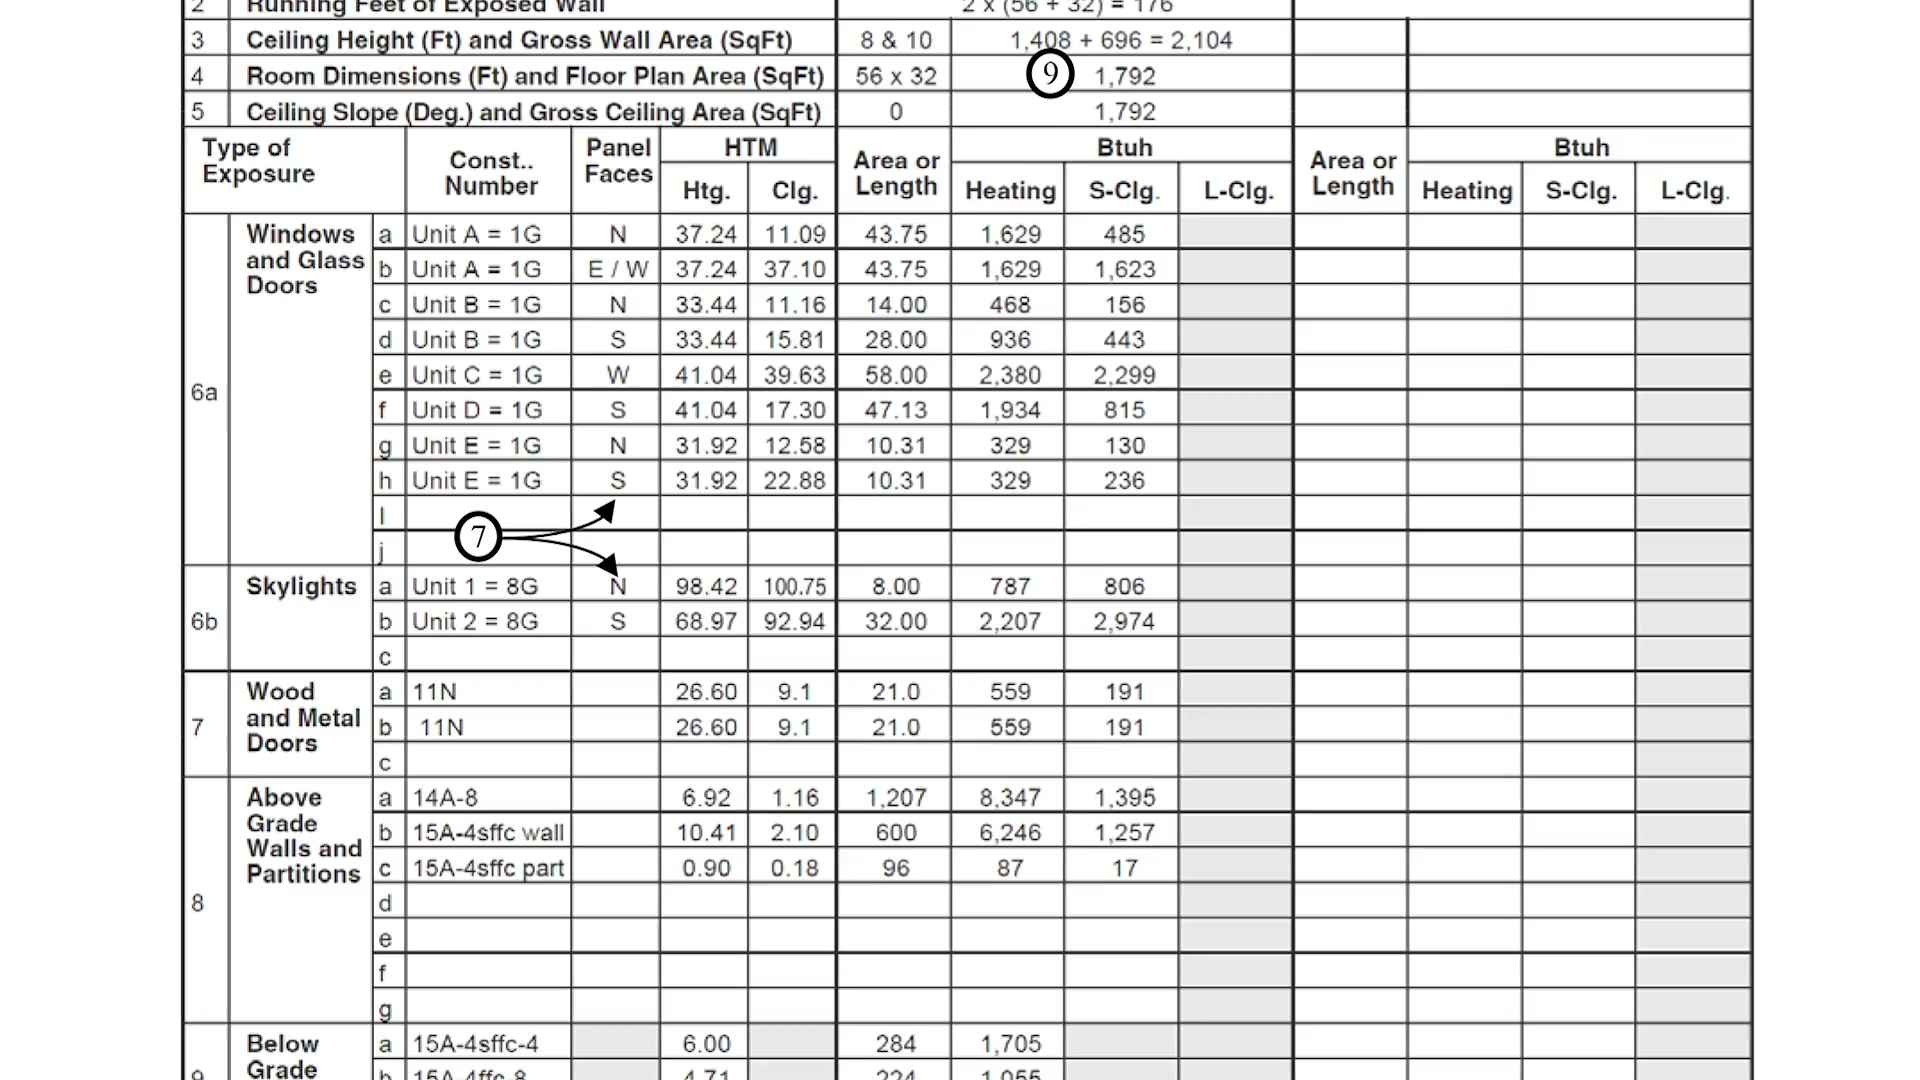 2 Running Feet of Exposed Wall 2 x (56 + 32) = 176
3 Ceiling Height (Ft) and Gross Wall Area (SqFt) 8 & 10 1,408 + 696 = 2,104
4 Room Dimensions (Ft) and Floor Plan Area (SqFt) 56 x 32 9 1,792
5 Ceiling Slope (Deg.) and Gross Ceiling Area (SqFt) 0 1,792
Type of Exposure Const.. Number Panel Faces HTM Area or Length Btuh Area or Length Btuh
Htg. Clg. Heating S-Clg. L-Clg. Heating S-Clg. L-Clg.
6a Windows and Glass Doors
a Unit A = 1G N 37.24 11.09 43.75 1,629 485
b Unit A = 1G E / W 37.24 37.10 43.75 1,629 1,623
c Unit B = 1G N 33.44 11.16 14.00 468 156
d Unit B = 1G S 33.44 15.81 28.00 936 443
e Unit C = 1G W 41.04 39.63 58.00 2,380 2,299
f Unit D = 1G S 41.04 17.30 47.13 1,934 815
g Unit E = 1G N 31.92 12.58 10.31 329 130
h Unit E = 1G S 31.92 22.88 10.31 329 236
I
7
j
6b Skylights
a Unit 1 = 8G N 98.42 100.75 8.00 787 806
b Unit 2 = 8G S 68.97 92.94 32.00 2,207 2,974
c
7 Wood and Metal Doors
a 11N 26.60 9.1 21.0 559 191
b 11N 26.60 9.1 21.0 559 191
c
8 Above Grade Walls and Partitions
a 14A-8 6.92 1.16 1,207 8,347 1,395
b 15A-4sffc wall 10.41 2.10 600 6,246 1,257
c 15A-4sffc part 0.90 0.18 96 87 17
d
e
f
g
9 Below Grade
a 15A-4sffc-4 6.00 284 1,705
b 15A-4ffc-8 4.71 224 1,055